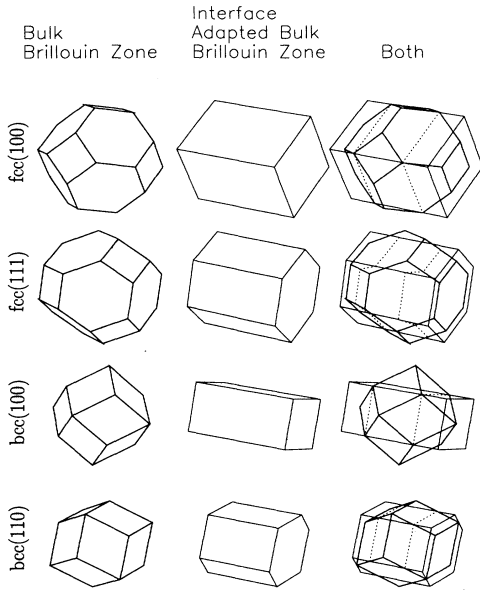 Bulk
Brillouin Zone
Interface
Adapted Bulk
Brillouin Zone
Both
fcc(100)
fcc(111)
bcc(100)
bcc(110)